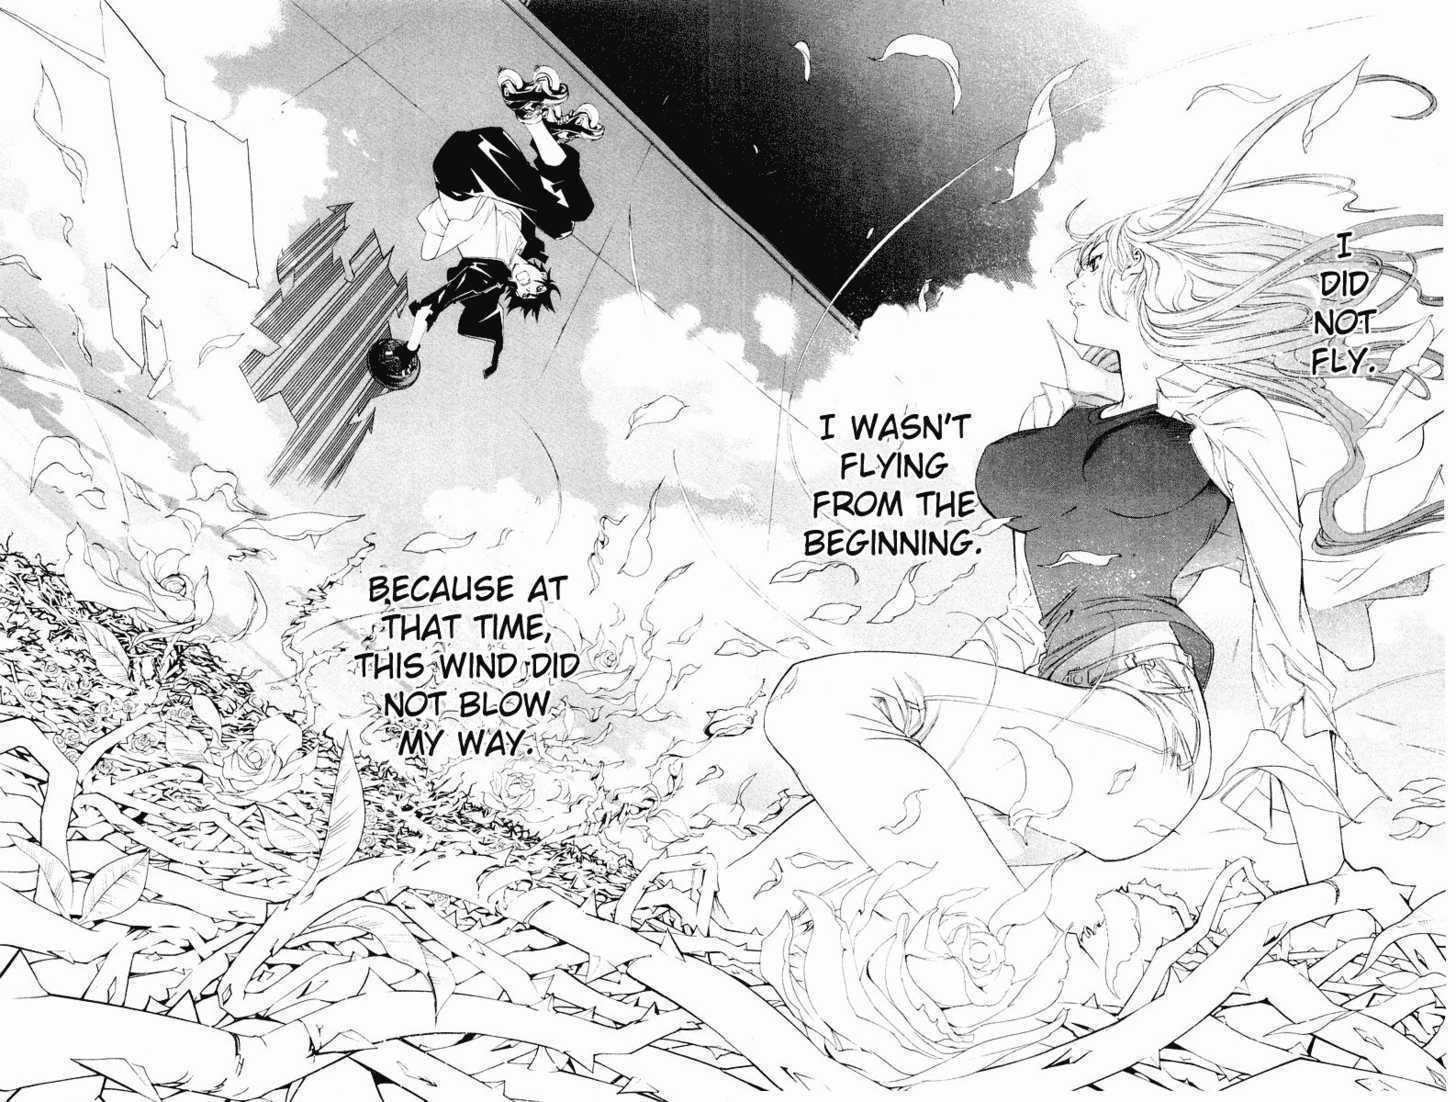 I
DID
NOT
FLY.
I WASN'T
FLYING
FROM THE
BEGINNING.
BECAUSE AT
THAT TIME,
THIS WIND DID
NOT BLOW
MY WAY.